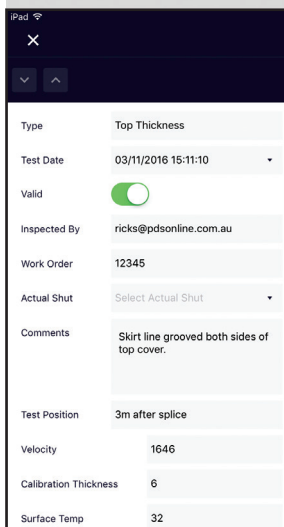 iPad
Type Top Thickness
Test Date 03/11/2016 15:11:10
Valid
Inspected By ricks@pdsonline.com.au
Work Order 12345
Actual Shut Select Actual Shut
Comments Skirt line grooved both sides of
top cover.
Test Position 3m after splice
Velocity 1646
Calibration Thickness 6
Surface Temp 32